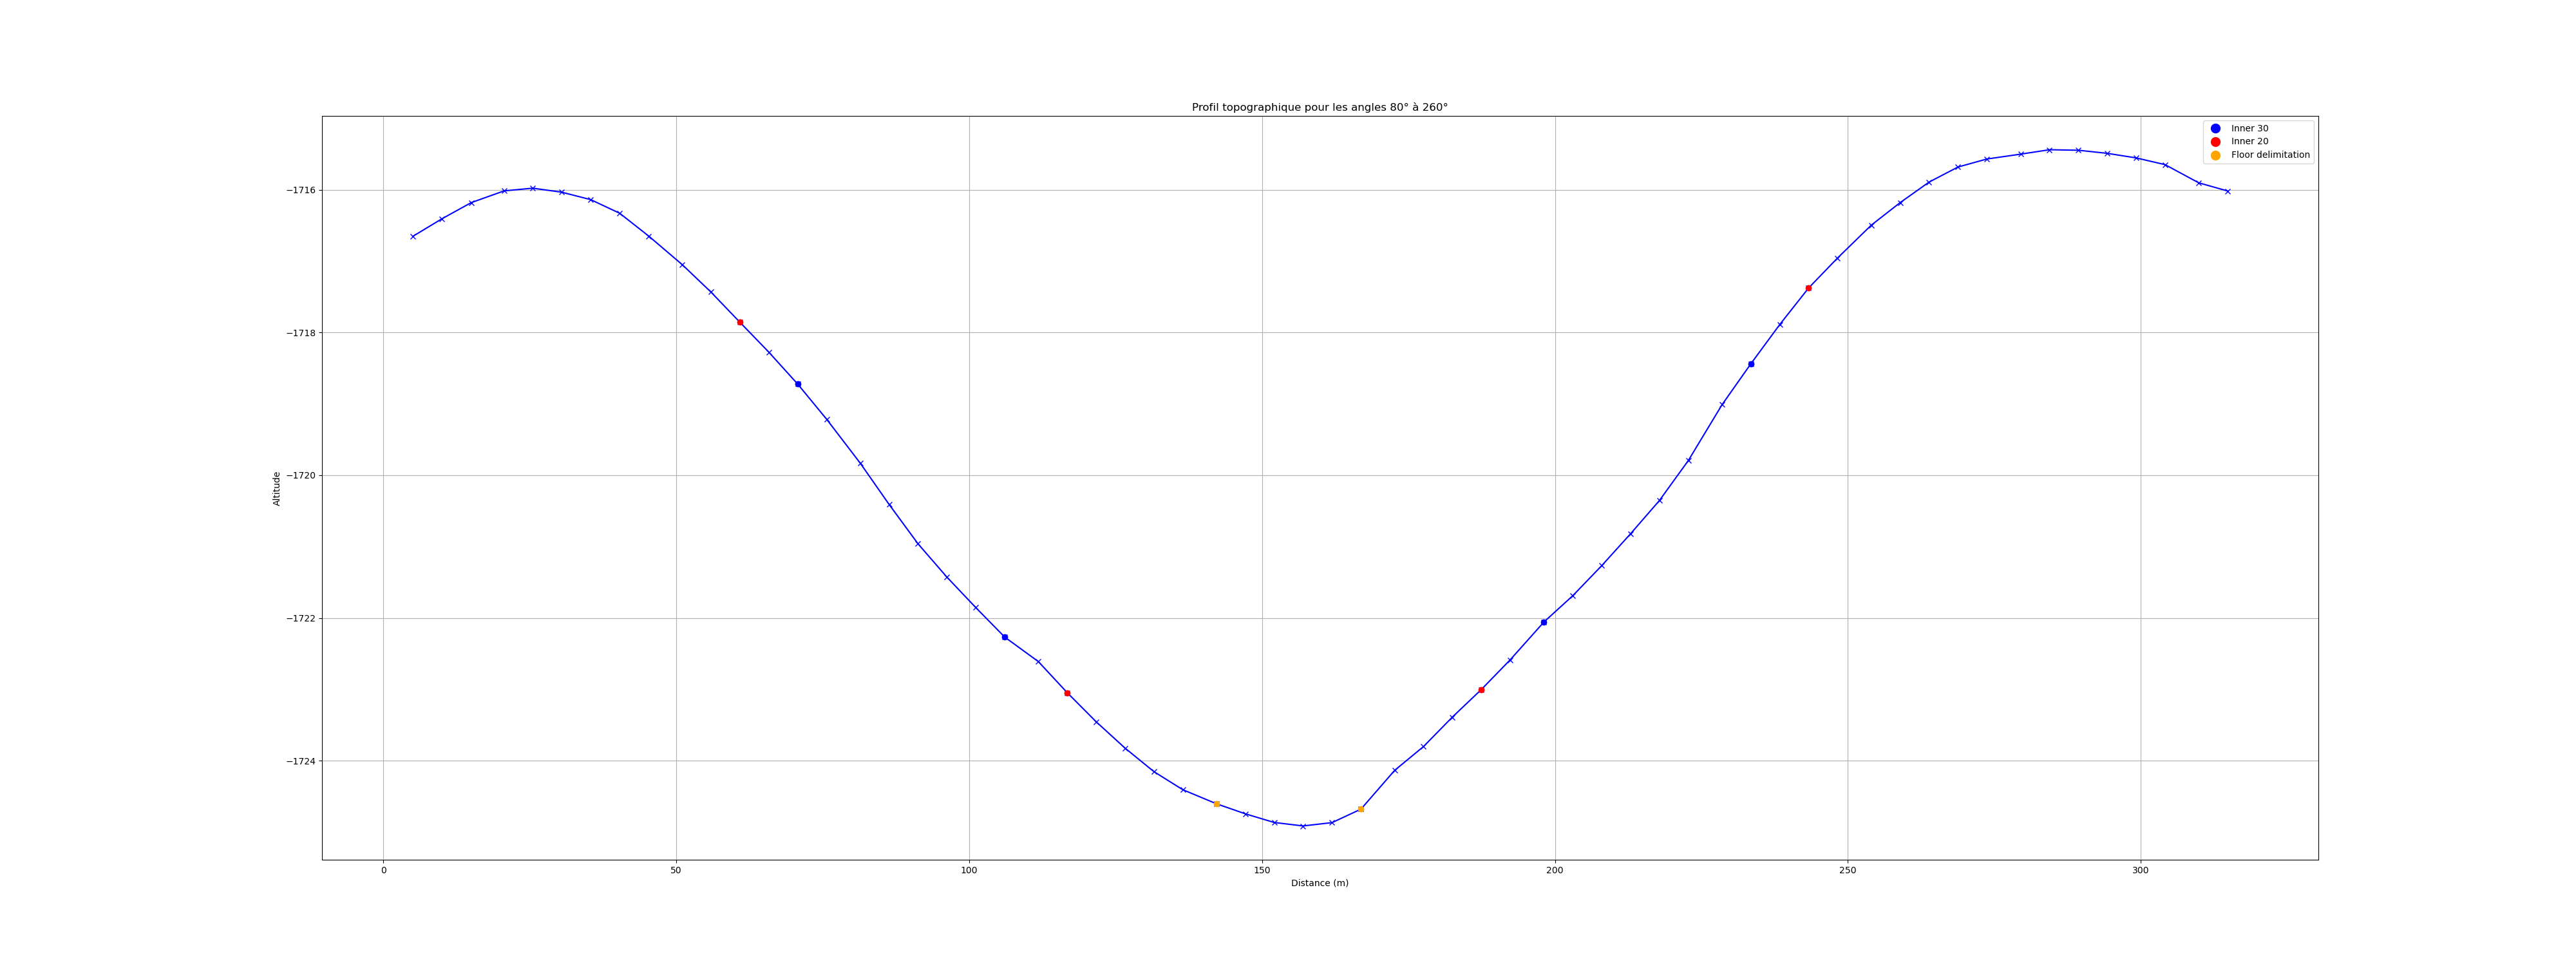 Profil topographique pour les angles 80° à 260°
Inner 30
Inner 20
Floor delimitation
−1716
−1718
−1720
−1722
−1724
Altitude
0 50 100 150 200 250 300
Distance (m)